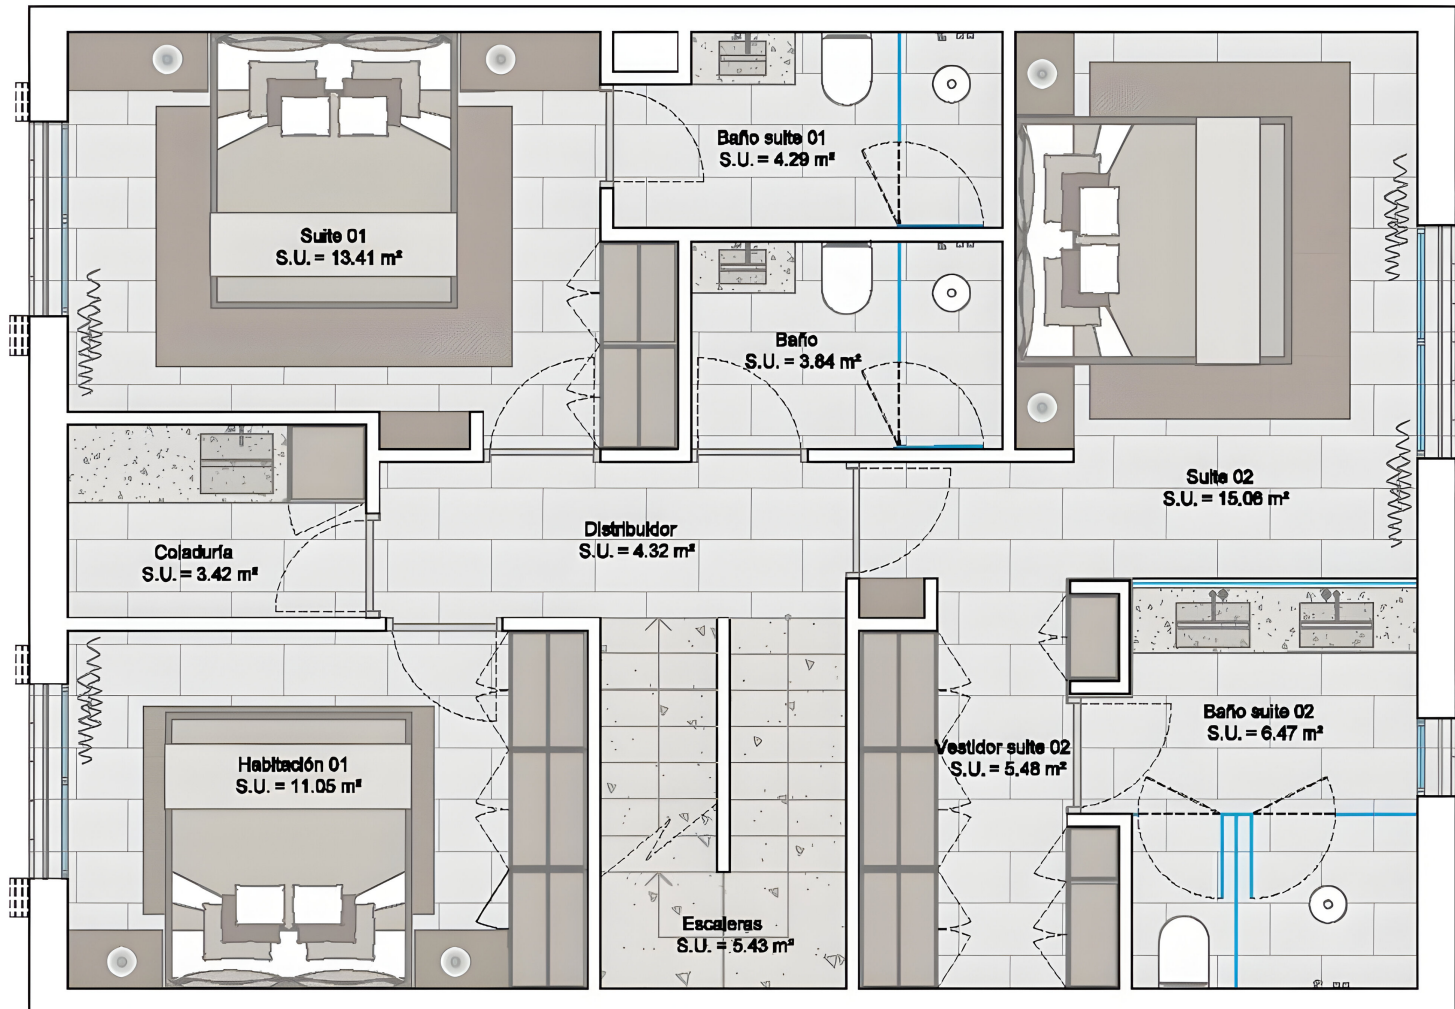 Baño suite 01
S.U. = 4.29 m²
Suite 01
S.U. = 13.41 m²
Baño
S.U. = 3.84 m²
Suite 02
S.U. = 15.06 m²
Distribuidor
S.U. = 4.32 m²
Coladuría
S.U. = 3.42 m²
Baño suite 02
S.U. = 6.47 m²
Vestidor suite 02
S.U. = 5.48 m²
Habitación 01
S.U. = 11.05 m²
Escaleras
S.U. = 5.43 m²